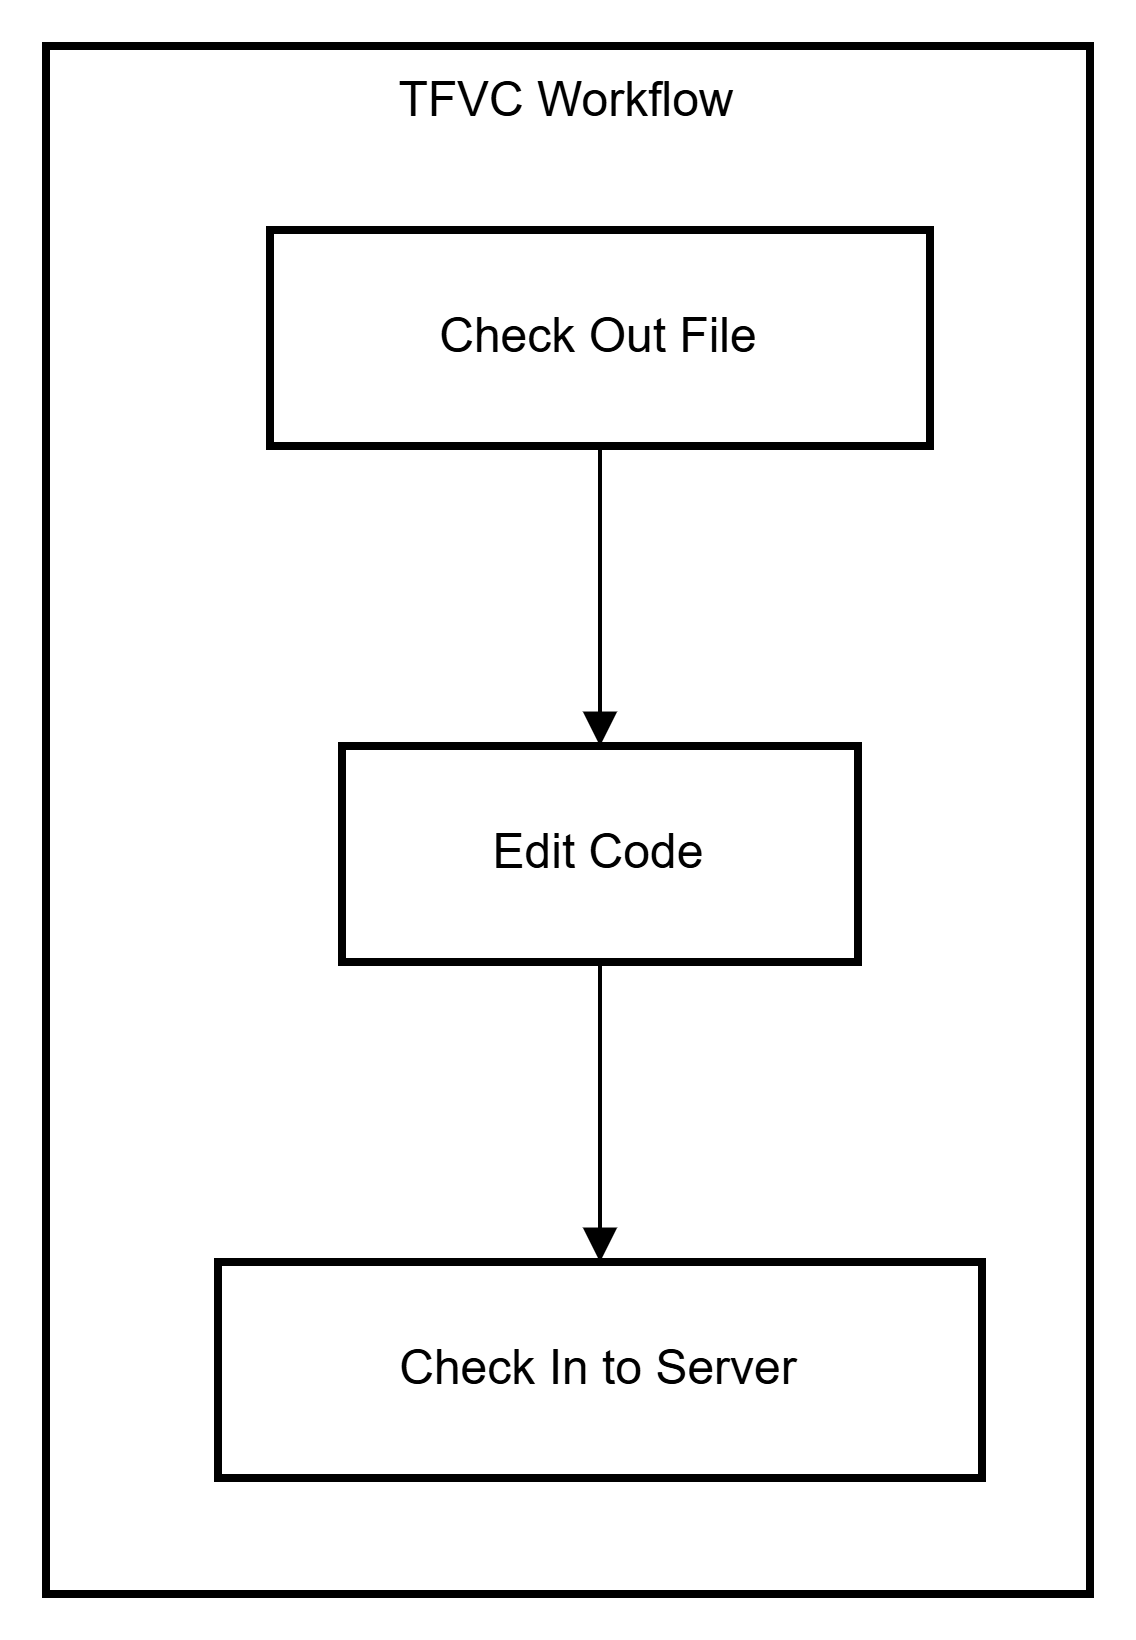 TFVC Workflow
Check Out File
Edit Code
Check In to Server